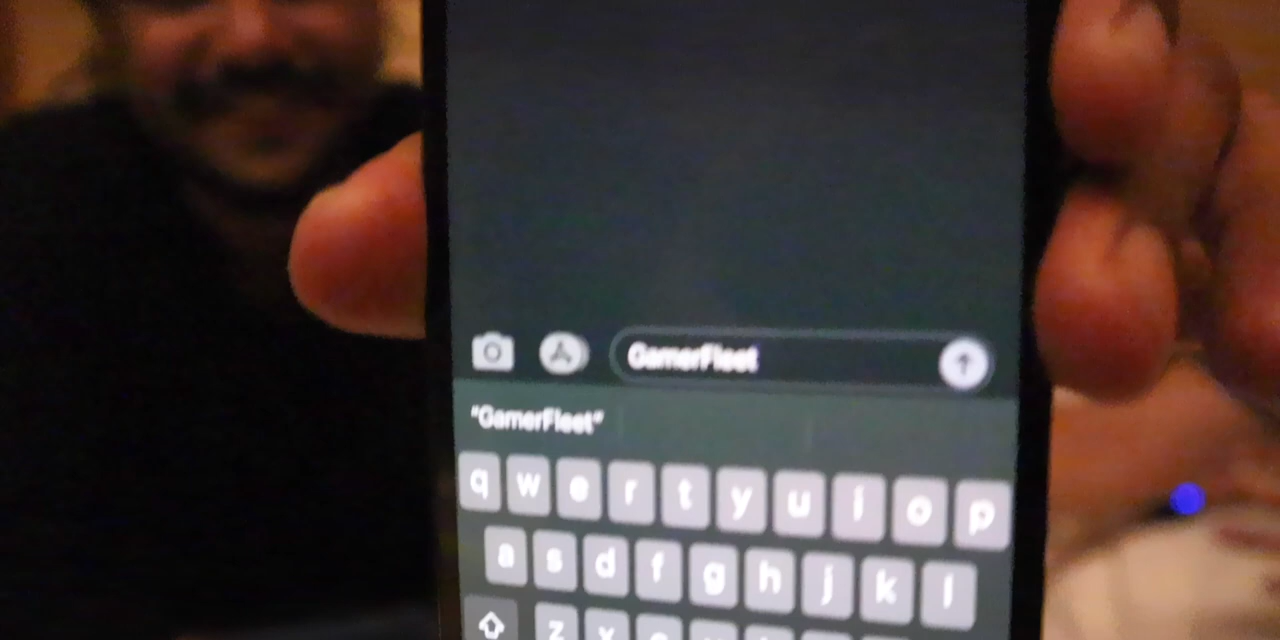 GamerFleet
"GamerFleet"
q w e r t y u i o p
a s d f g h j k l
z